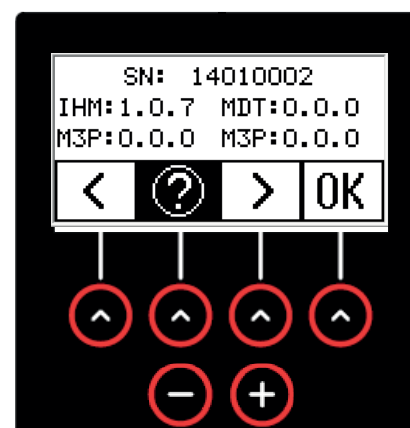 SN: 14010002
IHM:1.0.7 MDT:0.0.0
M3P:0.0.0 M3P:0.0.0
< ? > OK
^ ^ ^ ^
- +